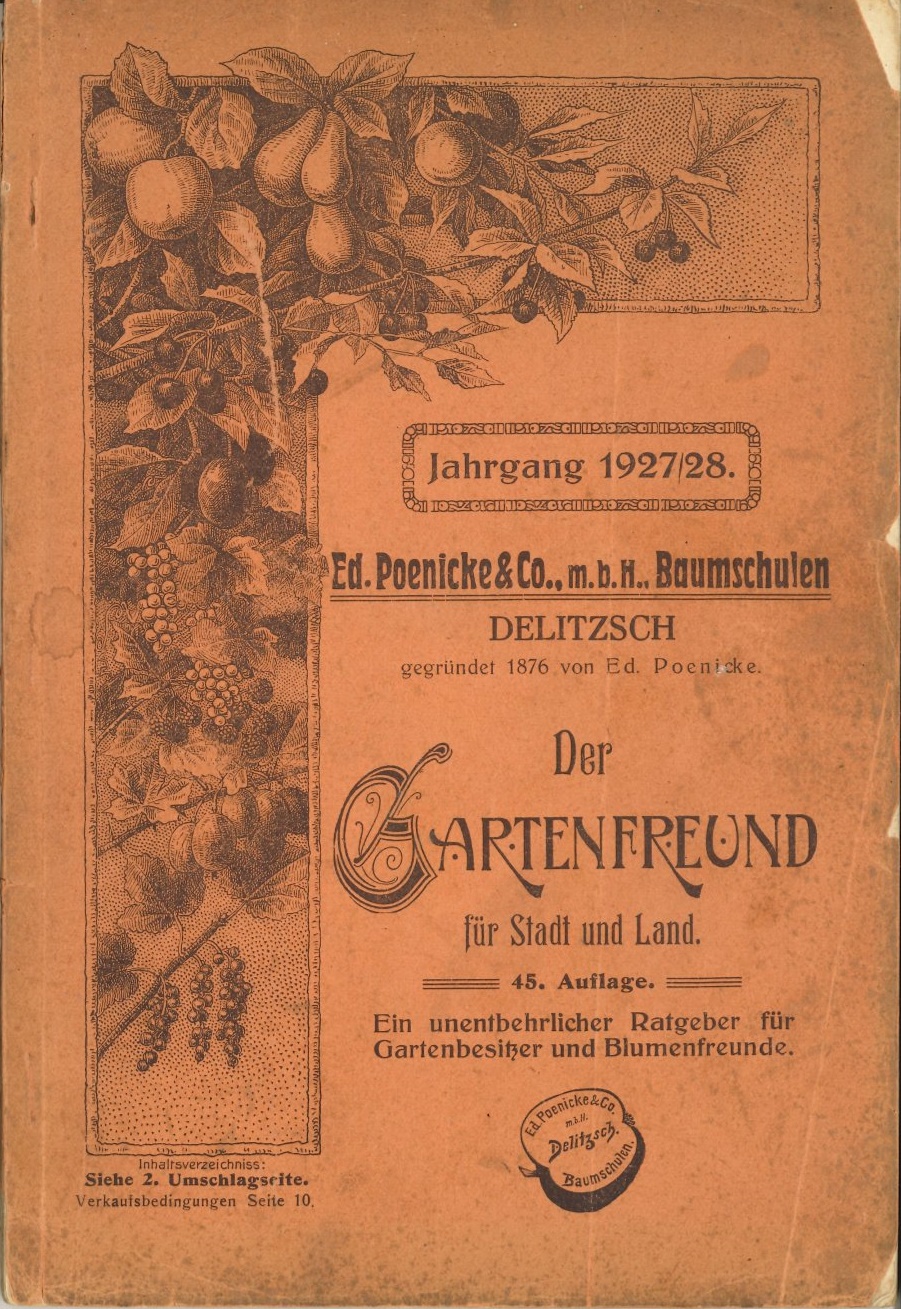 Jahrgang 1927/28.
Ed. Poenicke & Co., m. b. H., Baumschulen
DELITZSCH
gegründet 1876 von Ed. Poenicke.
Der
GARTENFREUND
für Stadt und Land.
45. Auflage.
Ein unentbehrlicher Ratgeber für
Gartenbesitzer und Blumenfreunde.
Ed. Poenicke & Co.
m.b.H.
Delitzsch.
Baumschulen.
Inhaltsverzeichniss:
Siehe 2. Umschlagseite.
Verkaufsbedingungen Seite 10.